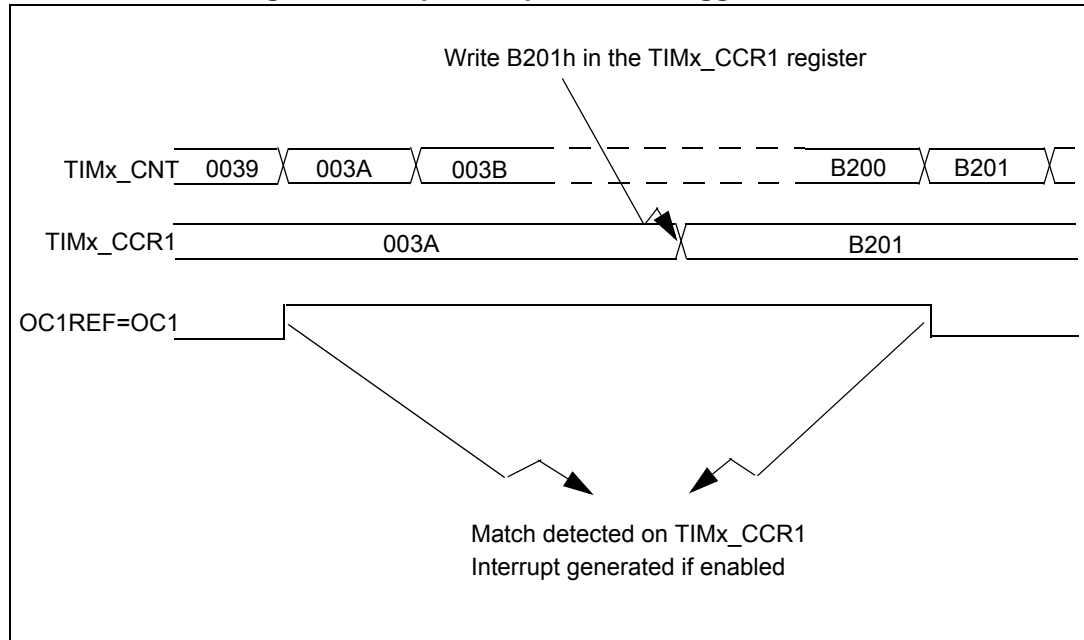 Write B201h in the TIMx_CCR1 register
TIMx_CNT 0039 003A 003B B200 B201
TIMx_CCR1 003A B201
OC1REF=OC1
Match detected on TIMx_CCR1
Interrupt generated if enabled